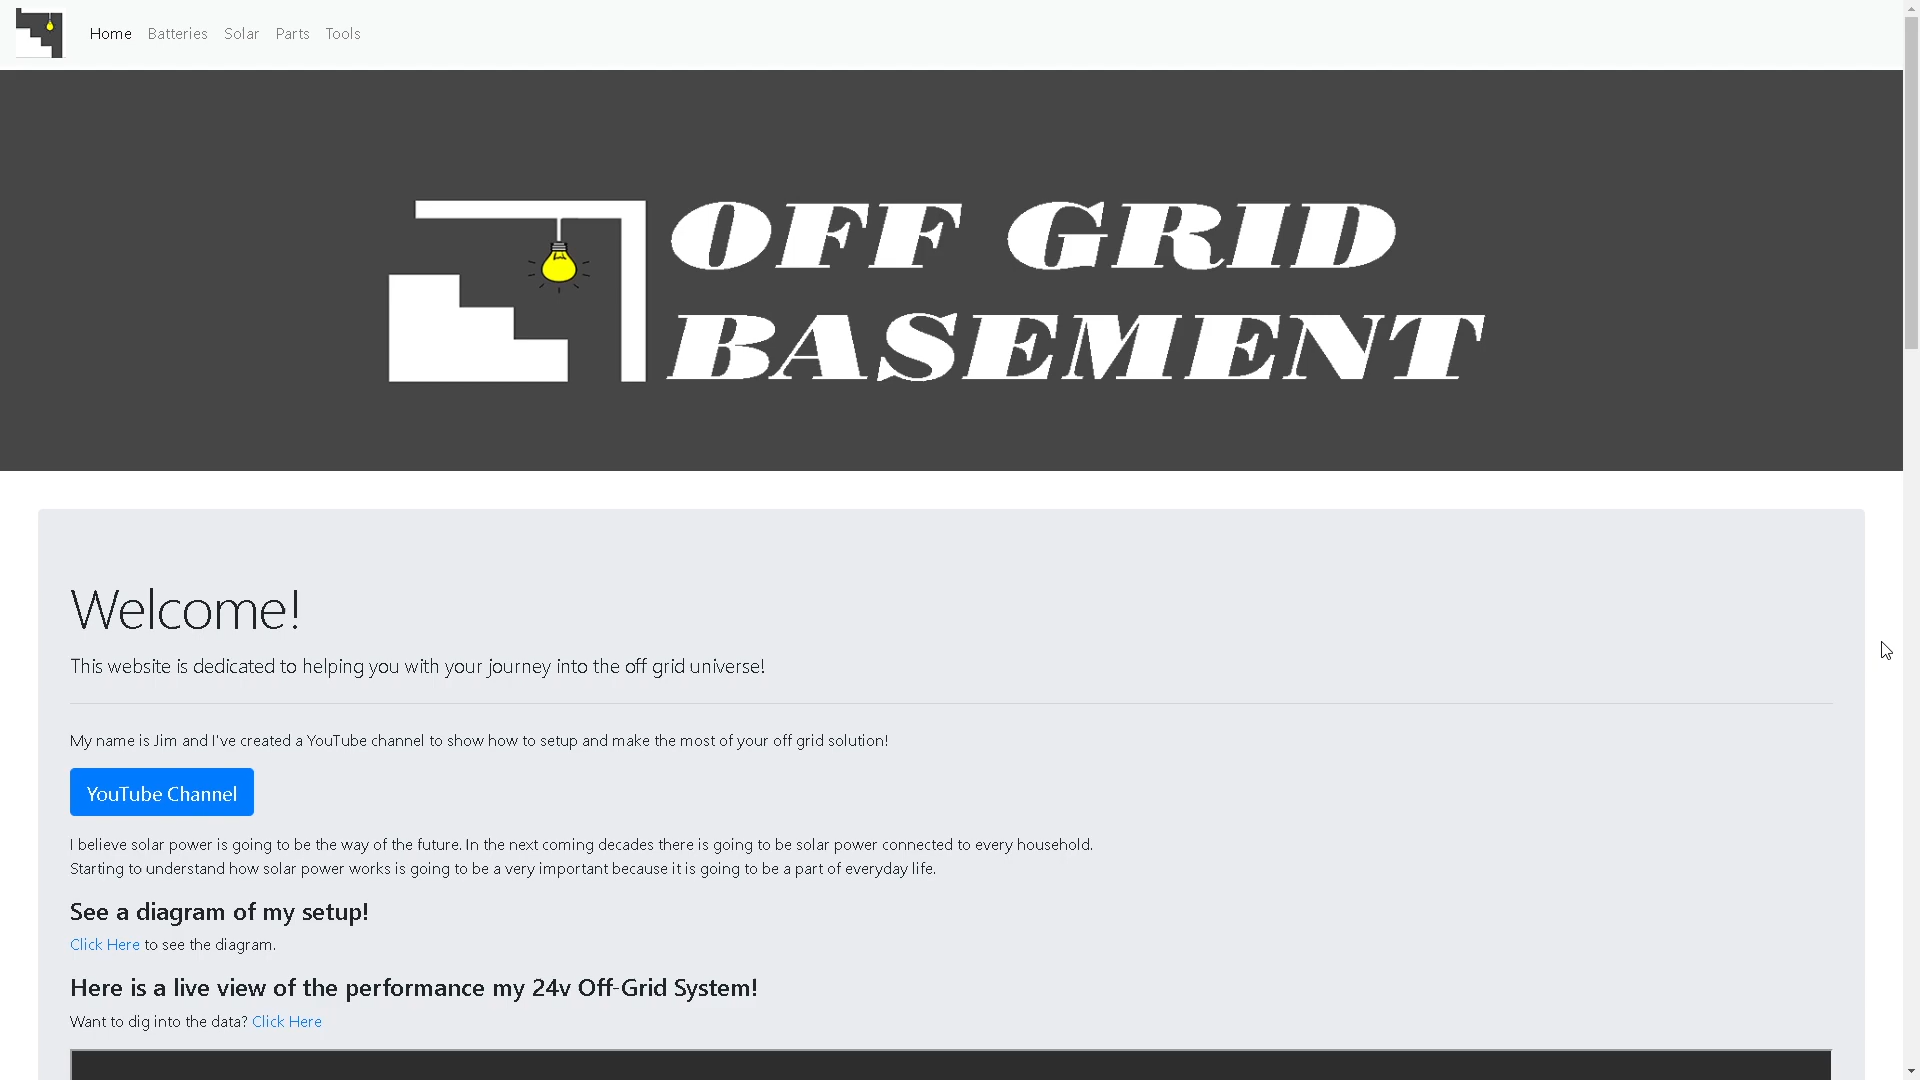 Home Batteries Solar Parts Tools
OFF GRID
BASEMENT
Welcome!
This website is dedicated to helping you with your journey into the off grid universe!
My name is Jim and I've created a YouTube channel to show how to setup and make the most of your off grid solution!
YouTube Channel
I believe solar power is going to be the way of the future. In the next coming decades there is going to be solar power connected to every household.
Starting to understand how solar power works is going to be a very important because it is going to be a part of everyday life.
See a diagram of my setup!
Click Here to see the diagram.
Here is a live view of the performance my 24v Off-Grid System!
Want to dig into the data? Click Here